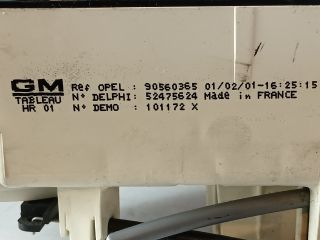 GM
TABLEAU
HR 01
Ref OPEL : 90560365 01/02/01-16:25:15
N° DELPHI: 52475624 Made in FRANCE
N° DEMO : 101172 X